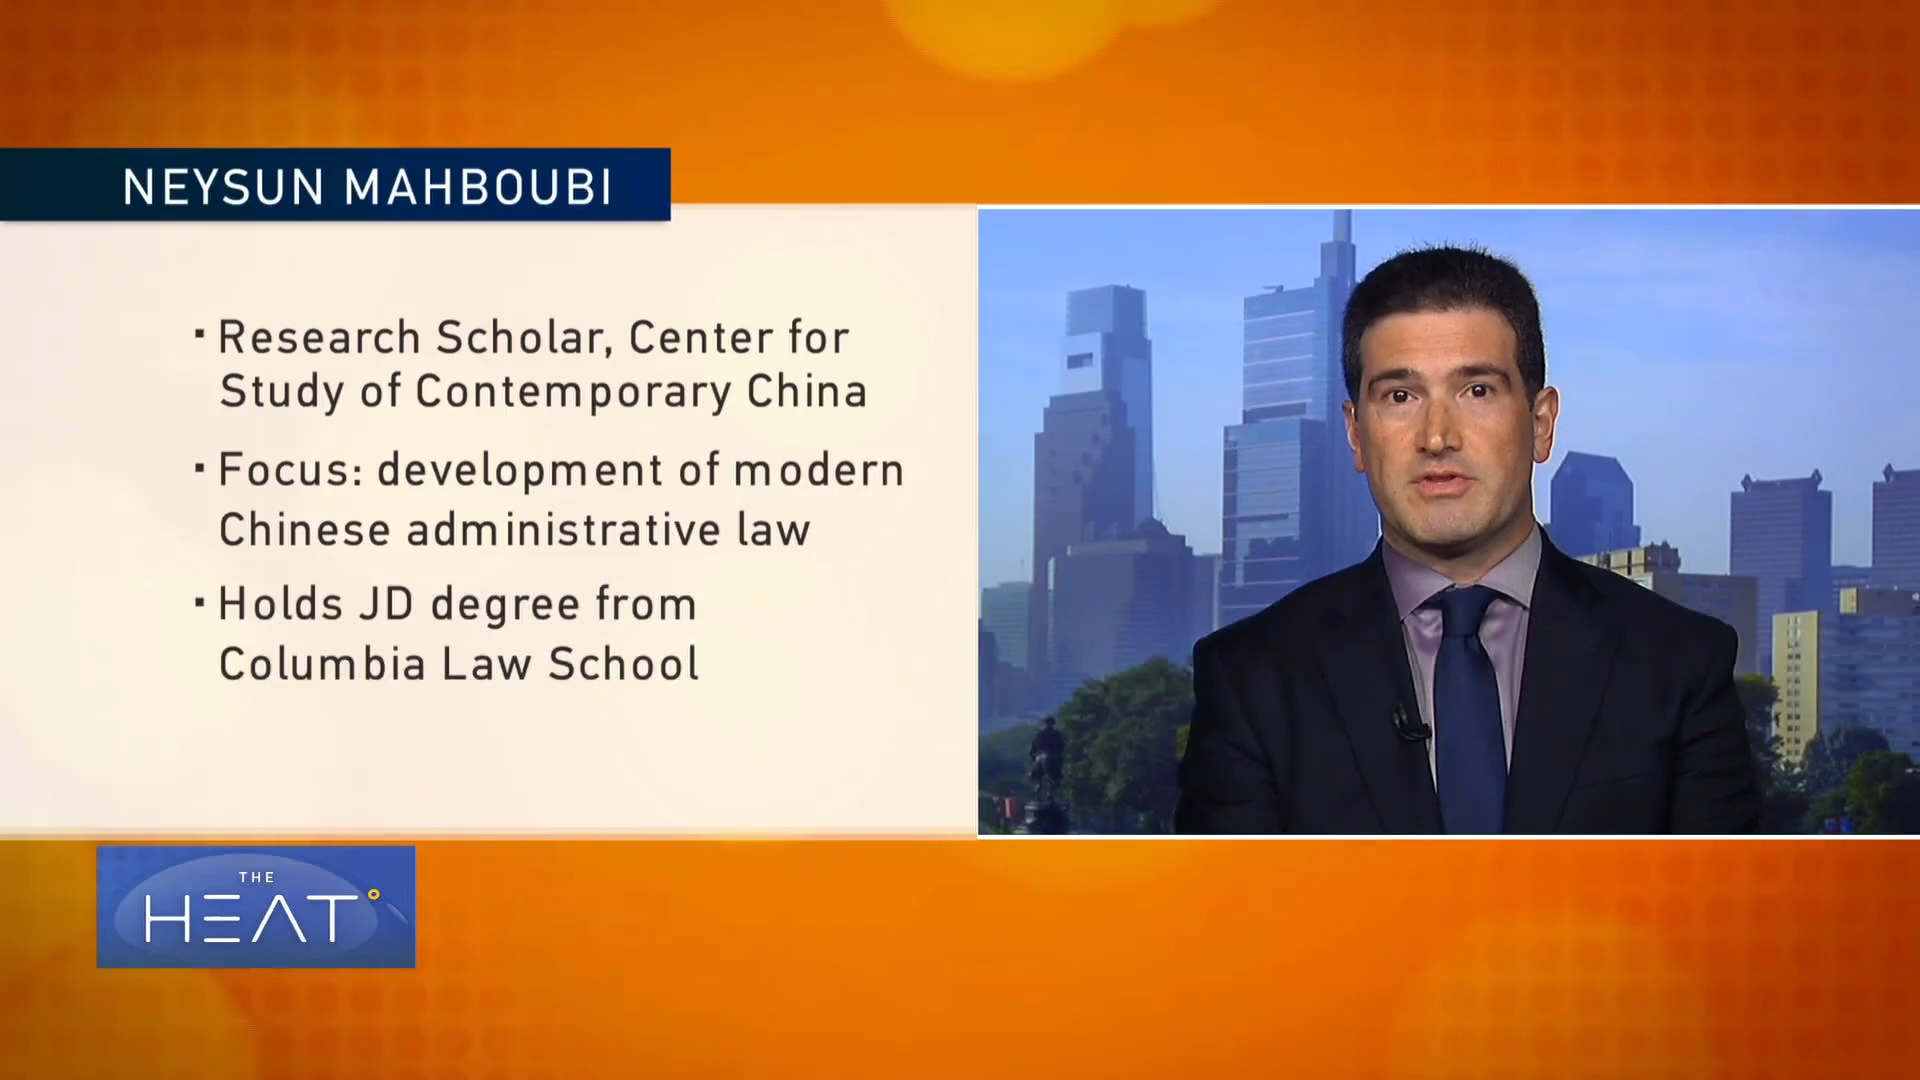 NEYSUN MAHBOUBI
▪ Research Scholar, Center for
Study of Contemporary China
▪ Focus: development of modern
Chinese administrative law
▪ Holds JD degree from
Columbia Law School
THE
HEAT°